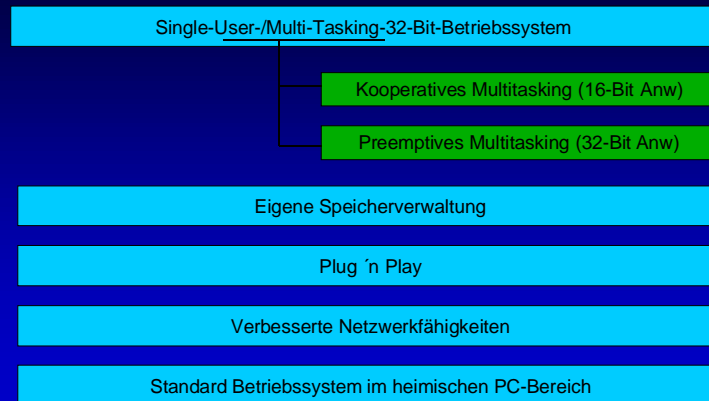 Single-User-/Multi-Tasking-32-Bit-Betriebssystem
Kooperatives Multitasking (16-Bit Anw)
Preemptives Multitasking (32-Bit Anw)
Eigene Speicherverwaltung
Plug ´n Play
Verbesserte Netzwerkfähigkeiten
Standard Betriebssystem im heimischen PC-Bereich